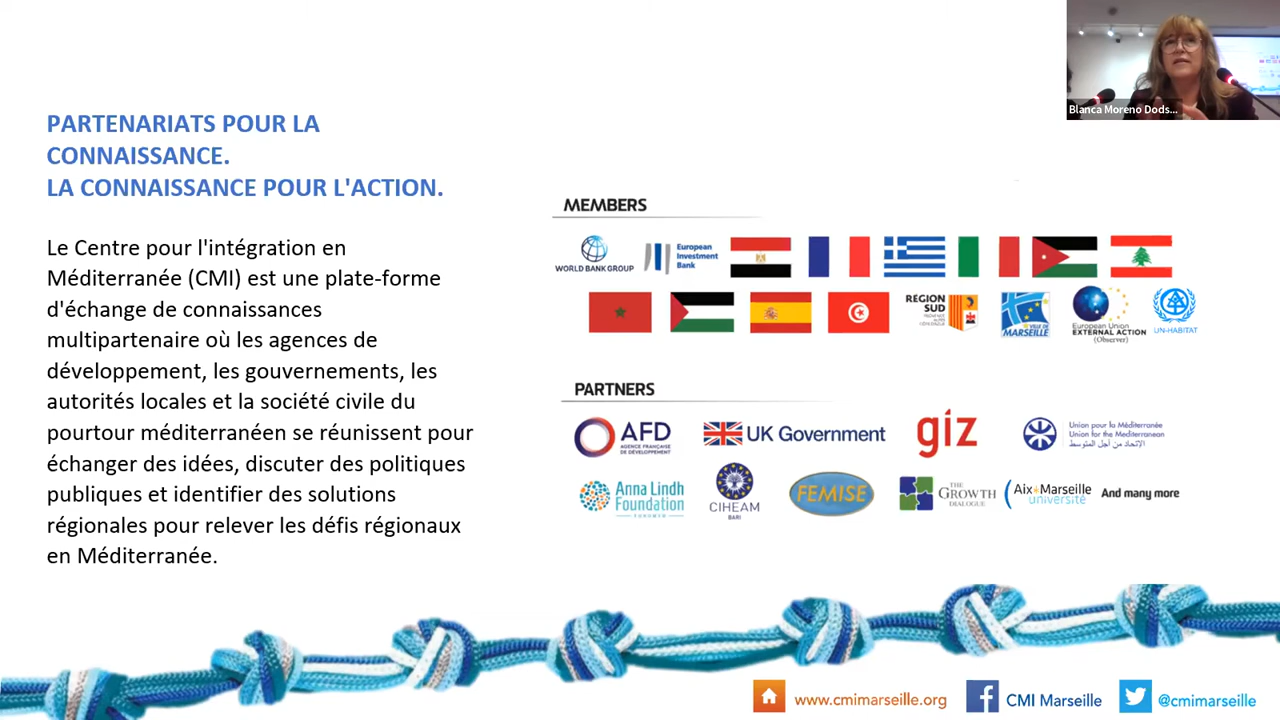 Blanca Moreno Dods...
PARTENARIATS POUR LA
CONNAISSANCE.
LA CONNAISSANCE POUR L'ACTION.
Le Centre pour l'intégration en
Méditerranée (CMI) est une plate-forme
d'échange de connaissances
multipartenaire où les agences de
développement, les gouvernements, les
autorités locales et la société civile du
pourtour méditerranéen se réunissent pour
échanger des idées, discuter des politiques
publiques et identifier des solutions
régionales pour relever les défis régionaux
en Méditerranée.
MEMBERS
WORLD BANK GROUP
European
Investment
Bank
RÉGION
SUD
VILLE DE
MARSEILLE
European Union
EXTERNAL ACTION
(Observer)
UN-HABITAT
PARTNERS
AFD
AGENCE FRANÇAISE
DE DÉVELOPPEMENT
UK Government
giz
Union pour la Méditerranée
Union for the Mediterranean
الإتحاد من أجل المتوسط
Anna Lindh
Foundation
CIHEAM
BARI
FEMISE
THE
GROWTH
DIALOGUE
Aix+Marseille
université
And many more
www.cmimarseille.org
CMI Marseille
@cmimarseille